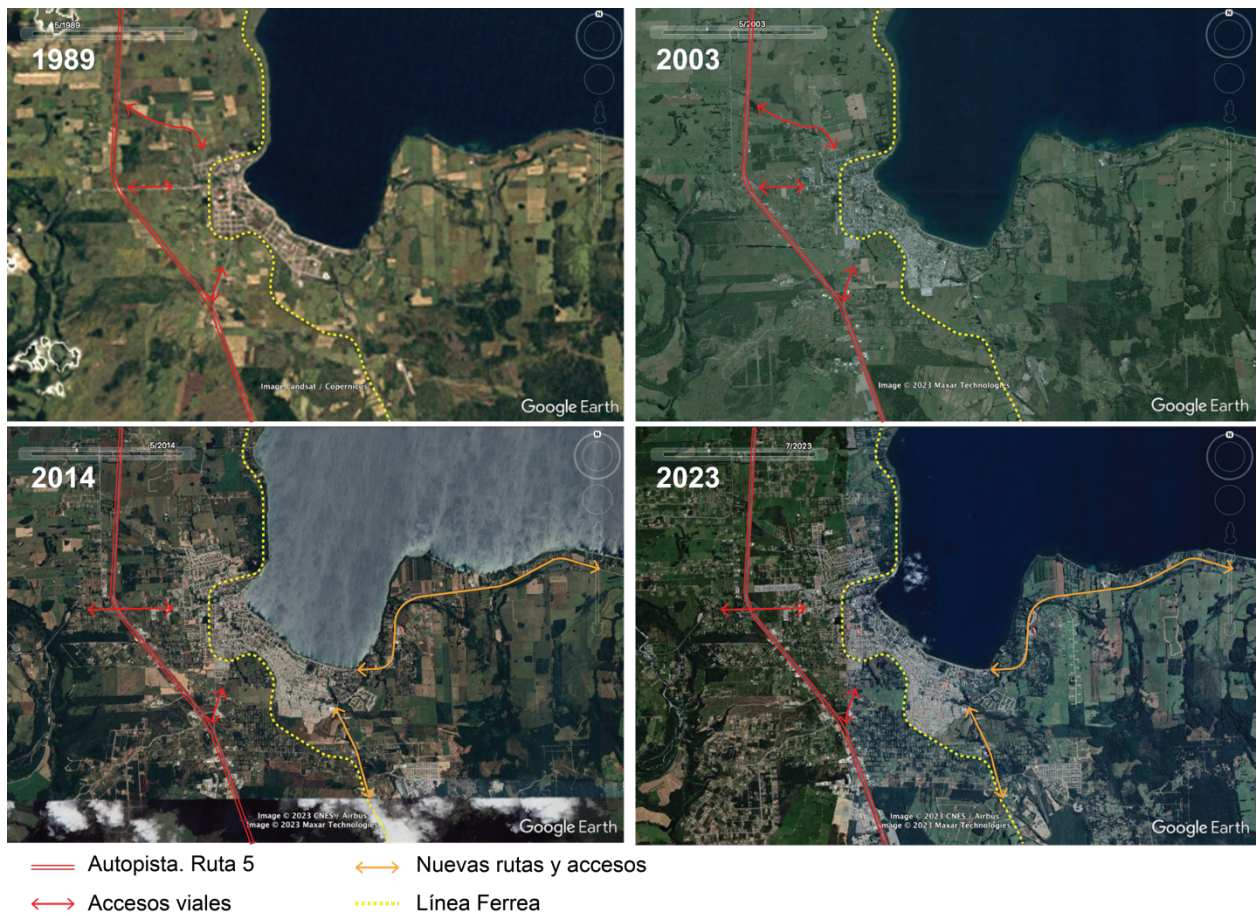 5/1989
1989
N
Image Landsat / Copernicus
Google Earth
5/2003
2003
N
Image © 2023 Maxar Technologies
Google Earth
5/2014
2014
N
Image © 2023 CNES / Airbus
Image © 2023 Maxar Technologies
Google Earth
7/2023
2023
N
Image © 2023 CNES / Airbus
Image © 2023 Maxar Technologies
Google Earth
Autopista. Ruta 5
Nuevas rutas y accesos
Accesos viales
Línea Ferrea